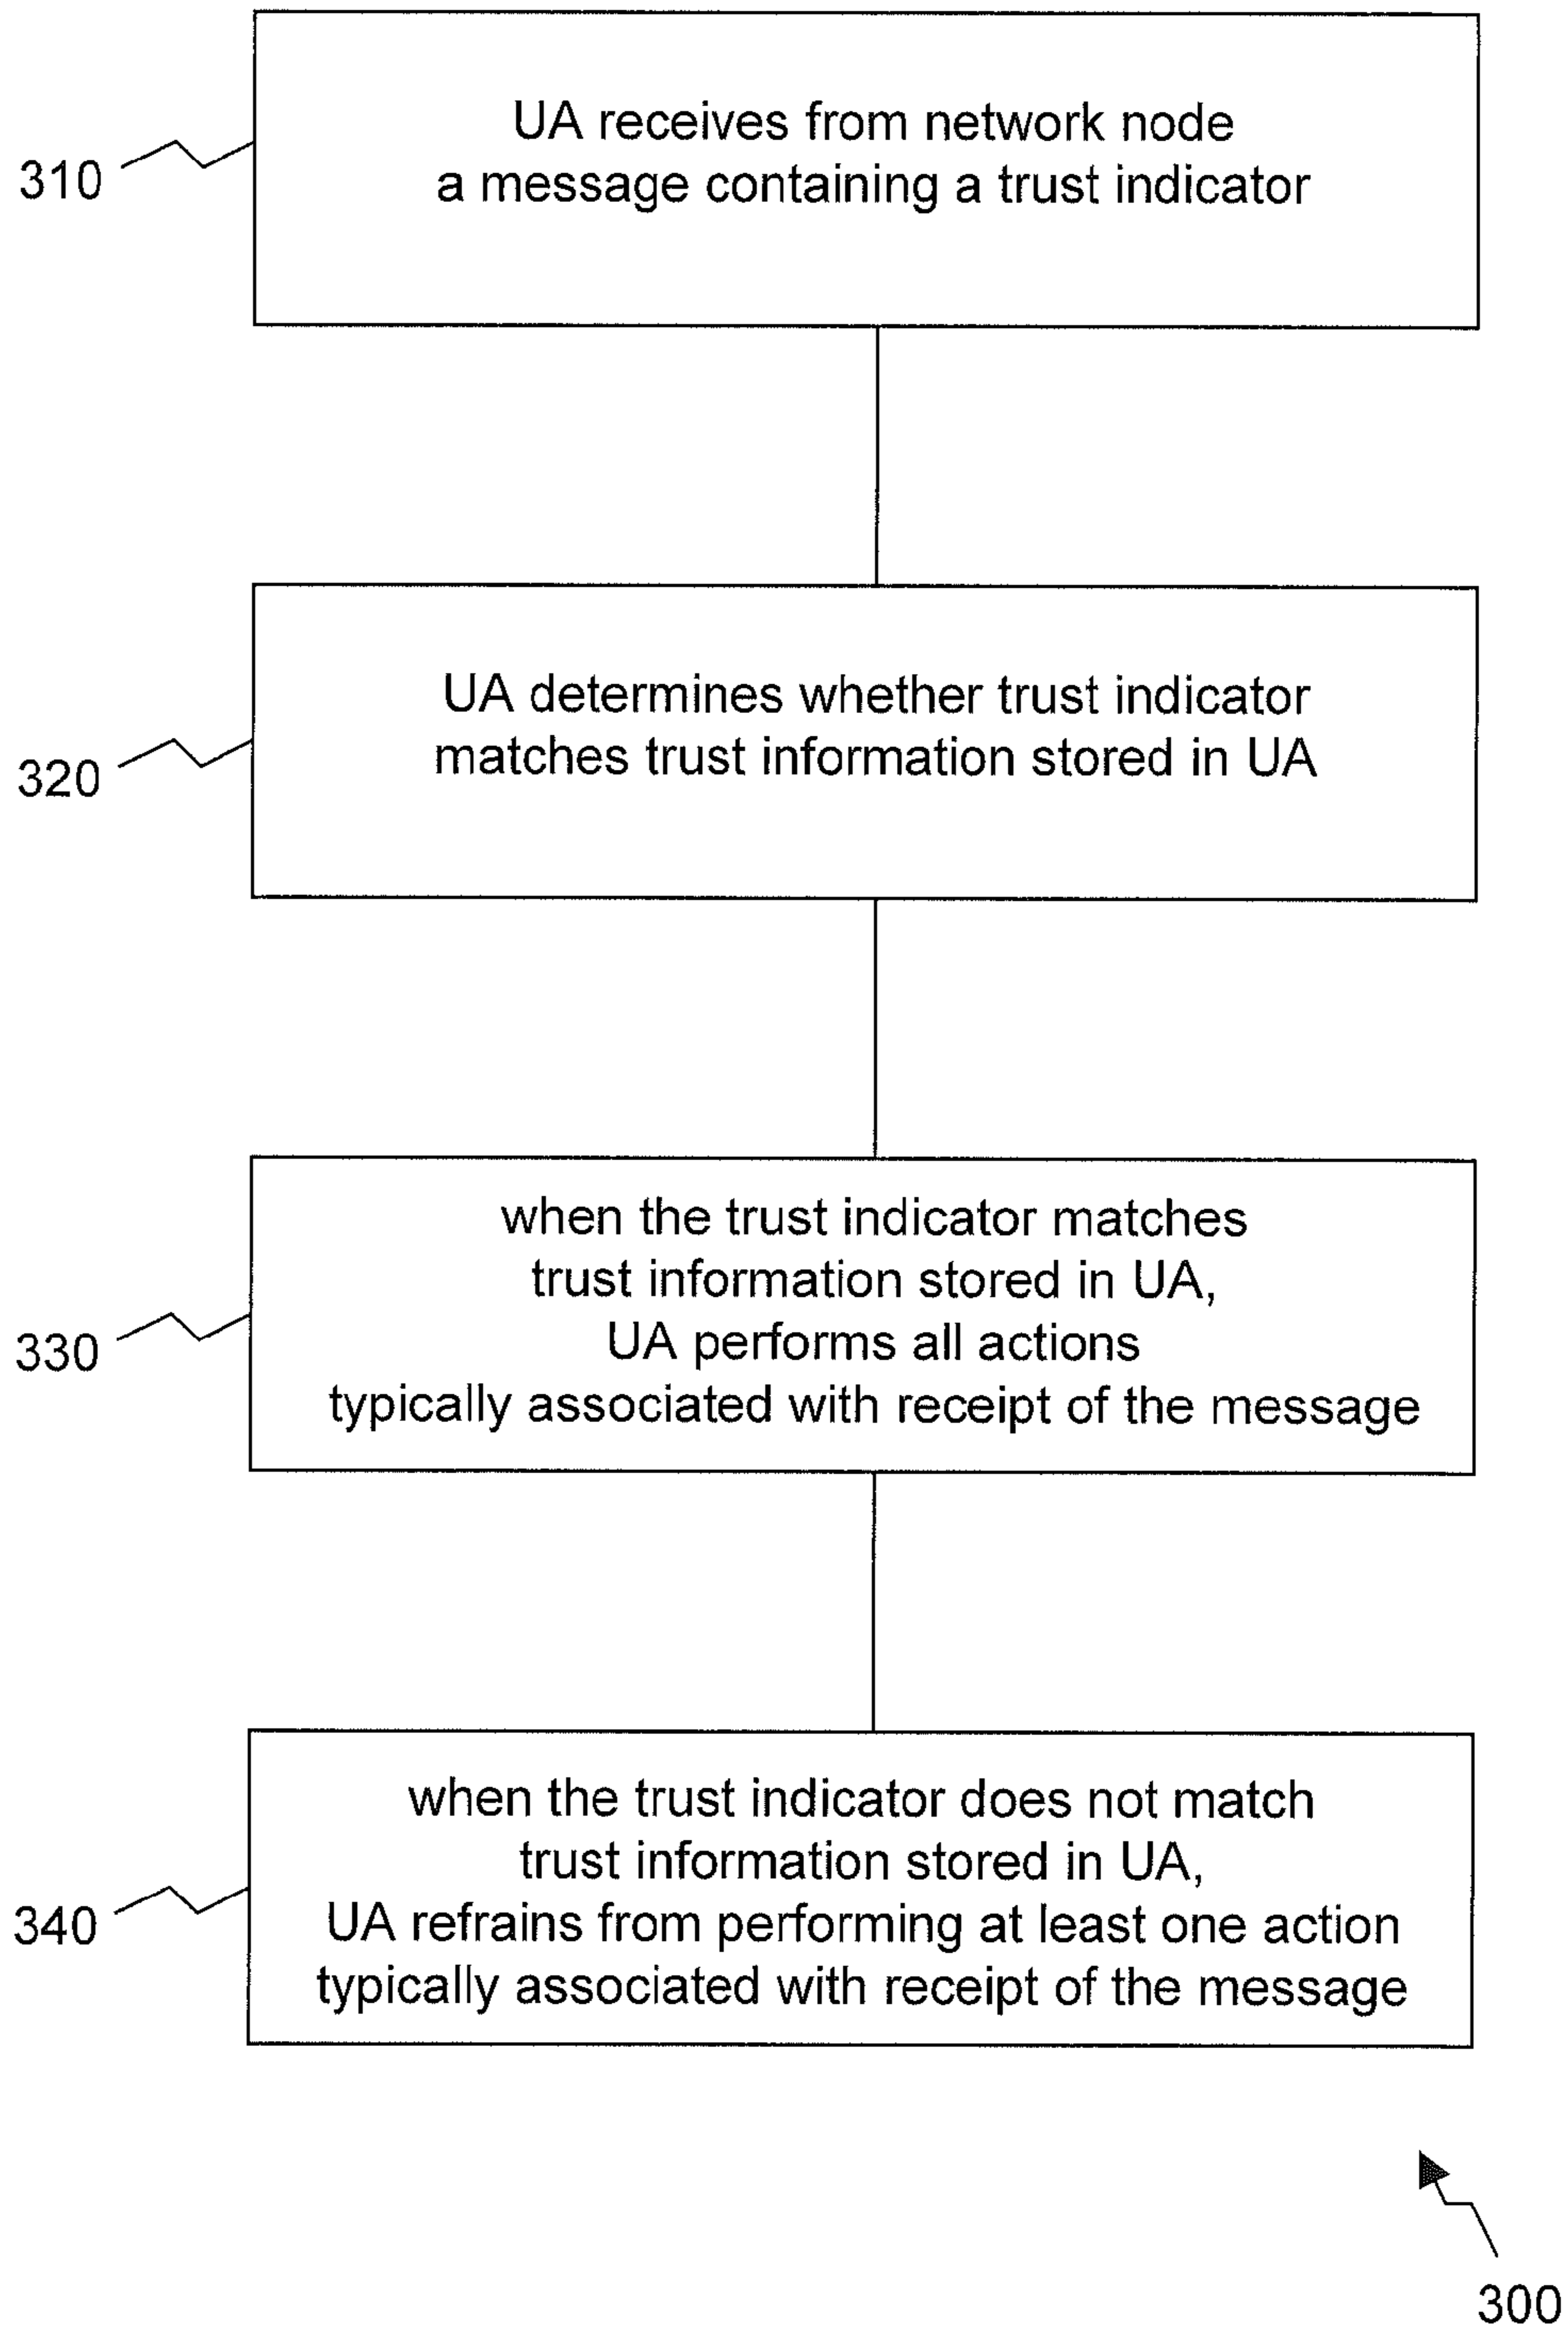 UA receives from network node
a message containing a trust indicator
310
UA determines whether trust indicator
matches trust information stored in UA
320
when the trust indicator matches
trust information stored in UA,
UA performs all actions
typically associated with receipt of the message
330
when the trust indicator does not match
trust information stored in UA,
UA refrains from performing at least one action
typically associated with receipt of the message
340
300